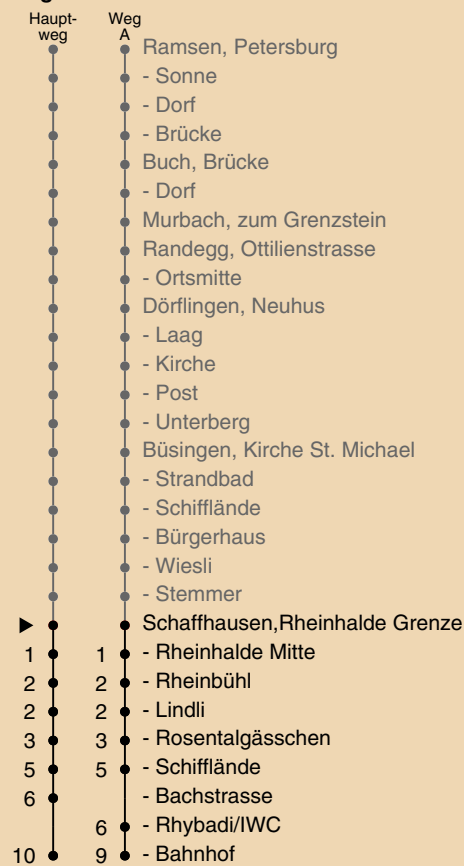 Haupt- Weg
weg A
Ramsen, Petersburg
- Sonne
- Dorf
- Brücke
Buch, Brücke
- Dorf
Murbach, zum Grenzstein
Randegg, Ottilienstrasse
- Ortsmitte
Dörflingen, Neuhus
- Laag
- Kirche
- Post
- Unterberg
Büsingen, Kirche St. Michael
- Strandbad
- Schifflände
- Bürgerhaus
- Wiesli
- Stemmer
Schaffhausen,Rheinhalde Grenze
1 1 - Rheinhalde Mitte
2 2 - Rheinbühl
2 2 - Lindli
3 3 - Rosentalgässchen
5 5 - Schifflände
6 - Bachstrasse
6 - Rhybadi/IWC
10 9 - Bahnhof